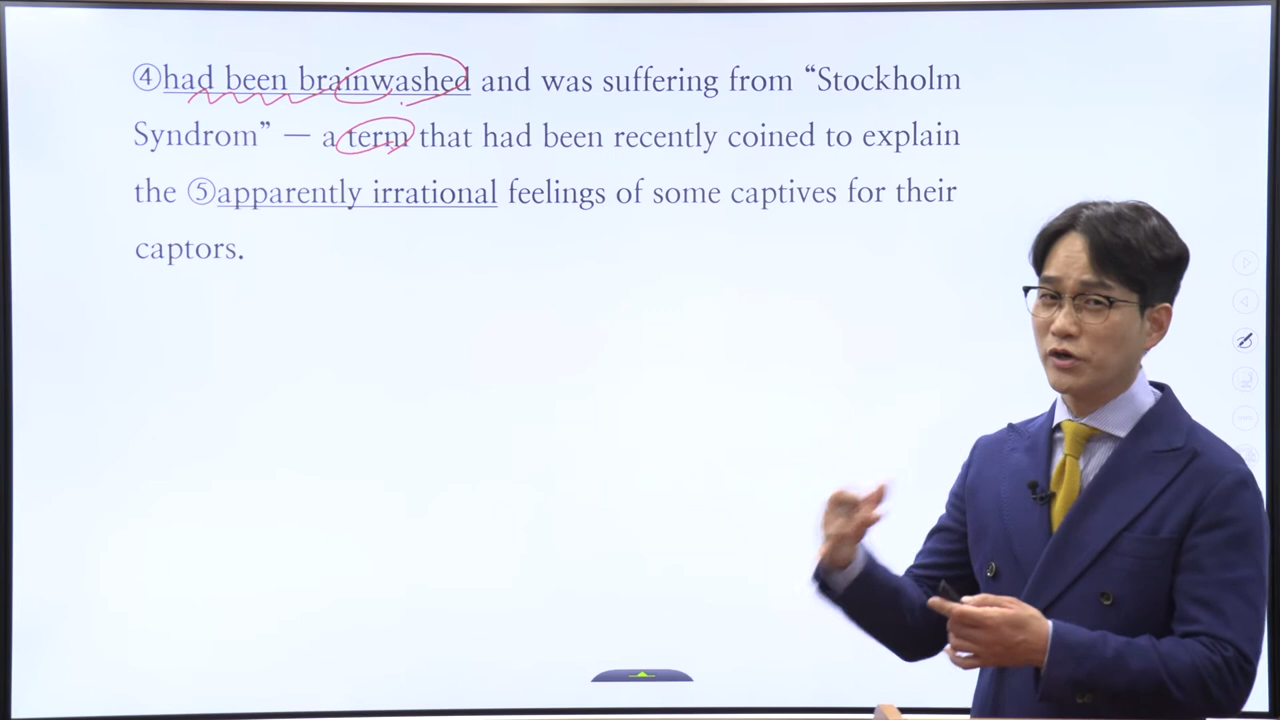 ④had been brainwashed and was suffering from “Stockholm
Syndrom” — a term that had been recently coined to explain
the ⑤apparently irrational feelings of some captives for their
captors.